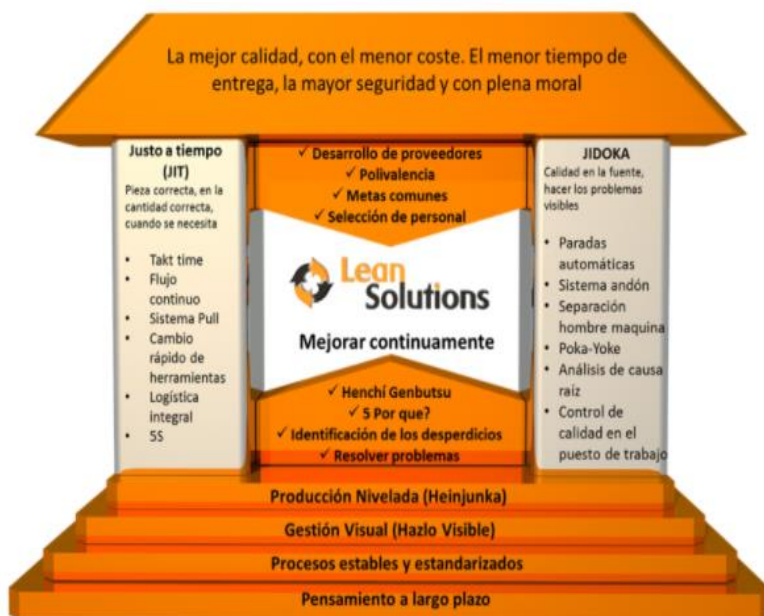 La mejor calidad, con el menor coste. El menor tiempo de
entrega, la mayor seguridad y con plena moral
Justo a tiempo
(JIT)
Pieza correcta, en la
cantidad correcta,
cuando se necesita
• Takt time
• Flujo
continuo
• Sistema Pull
• Cambio
rápido de
herramientas
• Logística
integral
• 5S
✓ Desarrollo de proveedores
✓ Polivalencia
✓ Metas comunes
✓ Selección de personal
Lean
Solutions
Mejorar continuamente
✓ Henchí Genbutsu
✓ 5 Por que?
✓ Identificación de los desperdicios
✓ Resolver problemas
JIDOKA
Calidad en la fuente,
hacer los problemas
visibles
• Paradas
automáticas
• Sistema andón
• Separación
hombre maquina
• Poka-Yoke
• Análisis de causa
raíz
• Control de
calidad en el
puesto de trabajo
Producción Nivelada (Heinjunka)
Gestión Visual (Hazlo Visible)
Procesos estables y estandarizados
Pensamiento a largo plazo